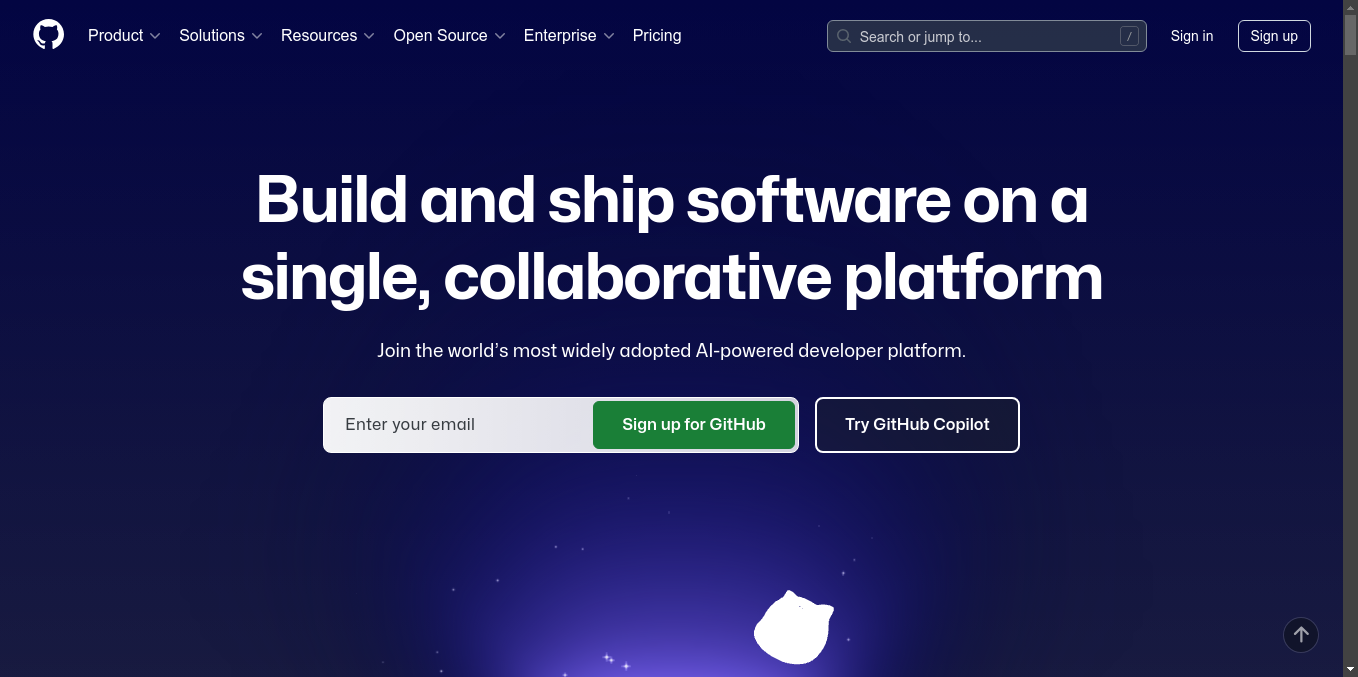 Product
Solutions
Resources
Open Source
Enterprise
Pricing
Search or jump to...
/
Sign in
Sign up
Build and ship software on a
single, collaborative platform
Join the world’s most widely adopted AI-powered developer platform.
Enter your email
Sign up for GitHub
Try GitHub Copilot